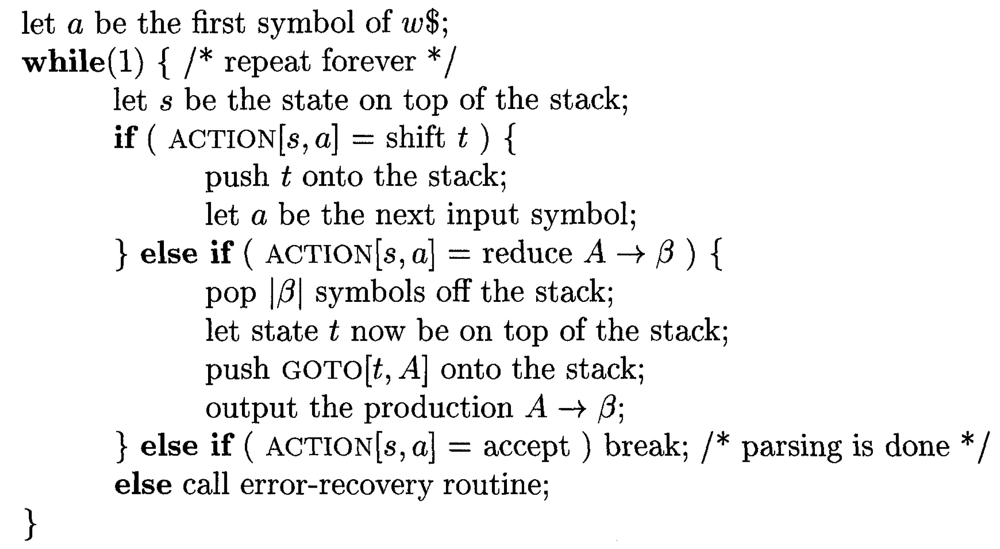 let a be the first symbol of w$;
while(1) { /* repeat forever */
let s be the state on top of the stack;
if ( ACTION[s, a] = shift t ) {
push t onto the stack;
let a be the next input symbol;
} else if ( ACTION[s, a] = reduce A → β ) {
pop |β| symbols off the stack;
let state t now be on top of the stack;
push GOTO[t, A] onto the stack;
output the production A → β;
} else if ( ACTION[s, a] = accept ) break; /* parsing is done */
else call error-recovery routine;
}